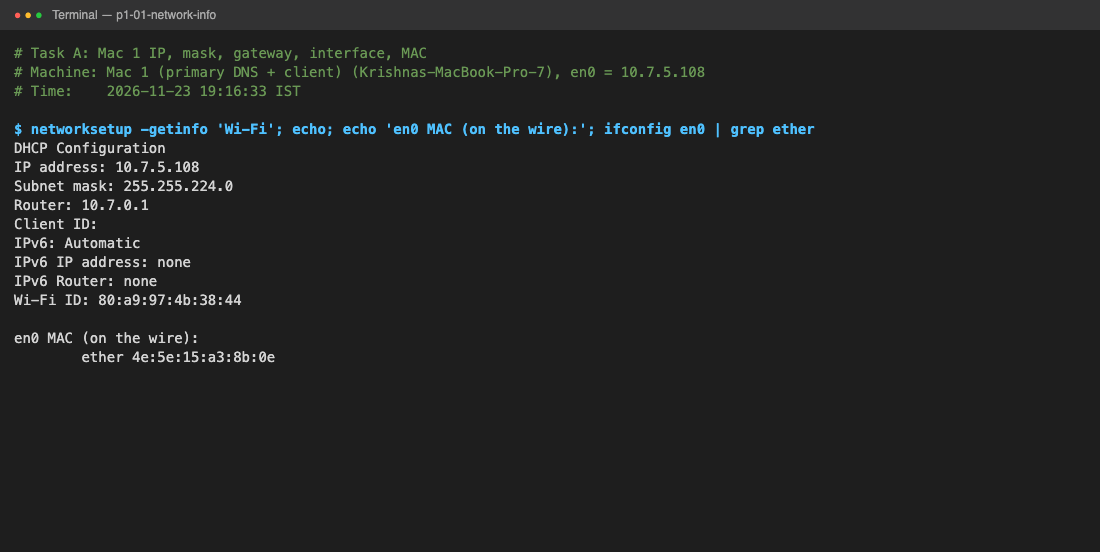 Terminal — p1-01-network-info
# Task A: Mac 1 IP, mask, gateway, interface, MAC
# Machine: Mac 1 (primary DNS + client) (Krishnas-MacBook-Pro-7), en0 = 10.7.5.108
# Time:    2026-11-23 19:16:33 IST
$ networksetup -getinfo 'Wi-Fi'; echo; echo 'en0 MAC (on the wire):'; ifconfig en0 | grep ether
DHCP Configuration
IP address: 10.7.5.108
Subnet mask: 255.255.224.0
Router: 10.7.0.1
Client ID:
IPv6: Automatic
IPv6 IP address: none
IPv6 Router: none
Wi-Fi ID: 80:a9:97:4b:38:44
en0 MAC (on the wire):
        ether 4e:5e:15:a3:8b:0e